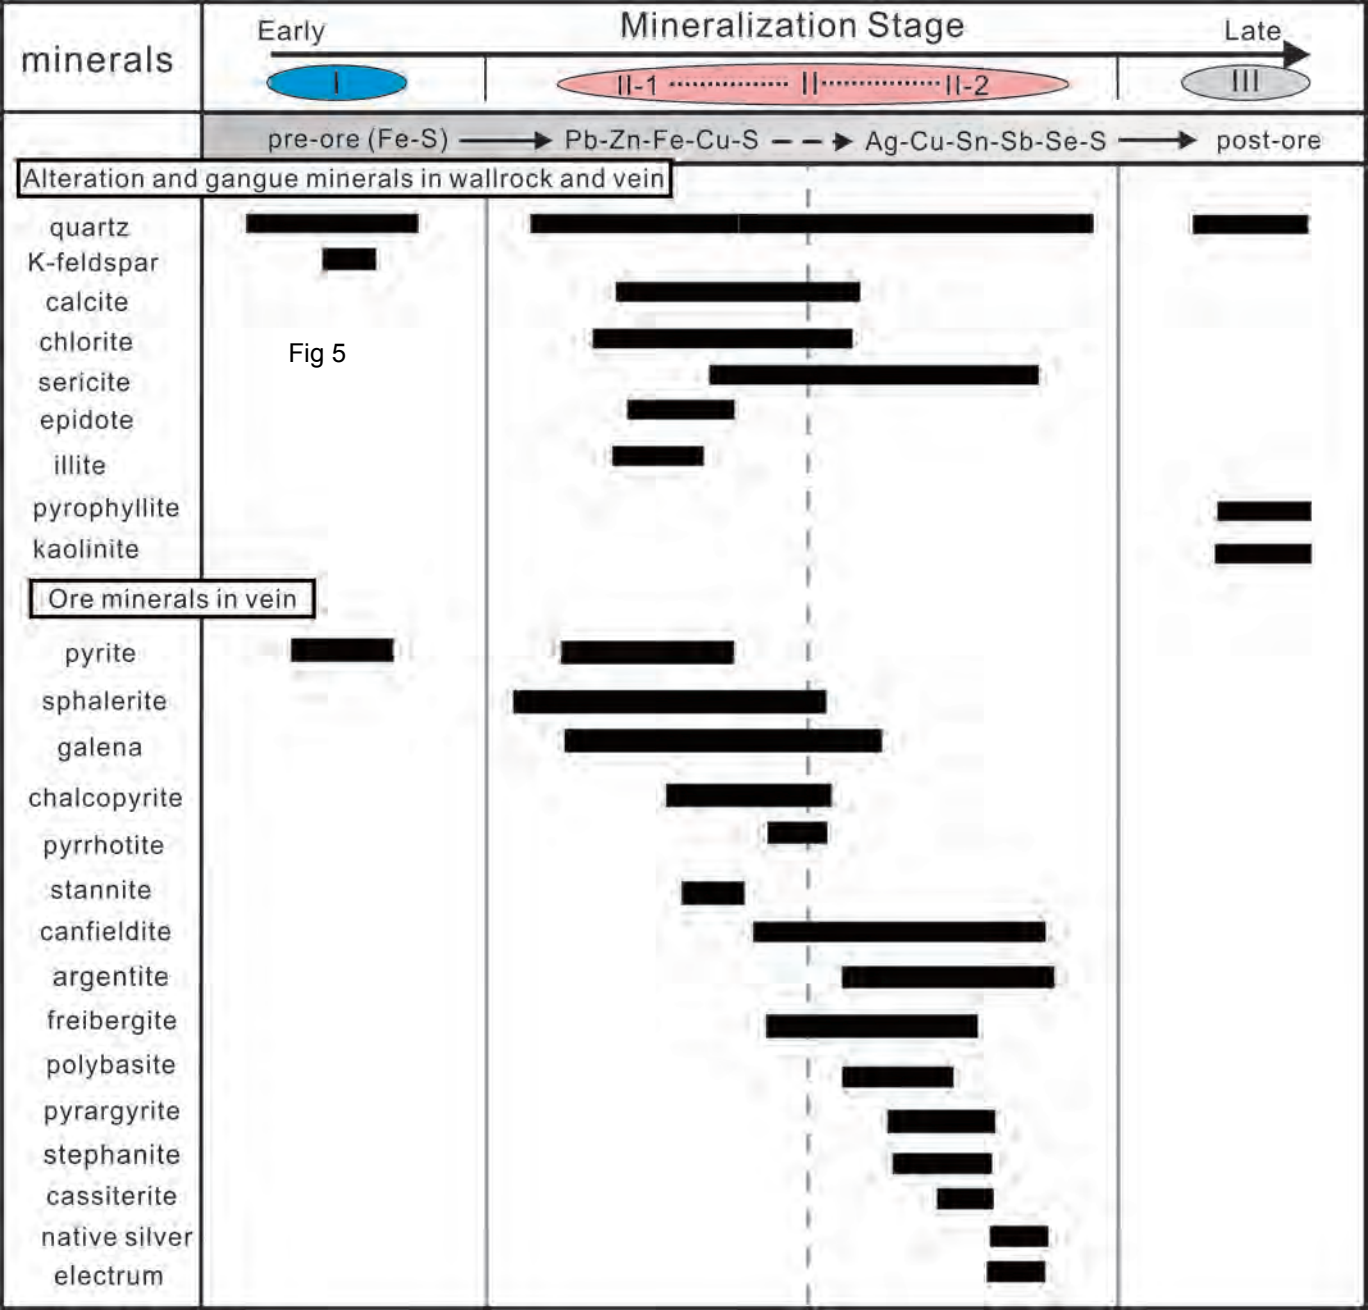 minerals
Early
Mineralization Stage
Late
I
II-1 ·············· II ·············· II-2
III
pre-ore (Fe-S)
Pb-Zn-Fe-Cu-S
Ag-Cu-Sn-Sb-Se-S
post-ore
Alteration and gangue minerals in wallrock and vein
quartz
K-feldspar
calcite
chlorite
Fig 5
sericite
epidote
illite
pyrophyllite
kaolinite
Ore minerals in vein
pyrite
sphalerite
galena
chalcopyrite
pyrrhotite
stannite
canfieldite
argentite
freibergite
polybasite
pyrargyrite
stephanite
cassiterite
native silver
electrum